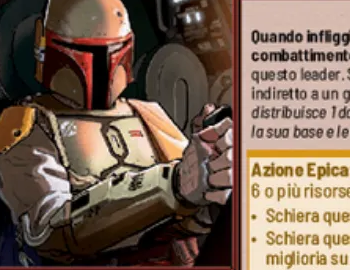 Quando infligg
combattimento
questo leader. S
indiretto a un g
distribuisce 1 da
la sua base e le
Azione Epica
6 o più risorse
• Schiera que
• Schiera que
miglioria su